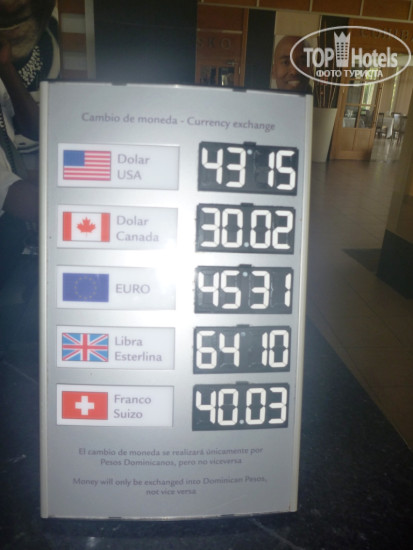 TOP Hotels
ФОТО ТУРИСТА
Cambio de moneda - Currency exchange
Dolar
USA
43 15
Dolar
Canada
30.02
EURO
45 31
Libra
Esterlina
64 10
Franco
Suizo
40.03
El cambio de moneda se realizará únicamente por
Pesos Dominicanos, pero no viceversa
Money will only be exchanged into Dominican Pesos,
not vice versa